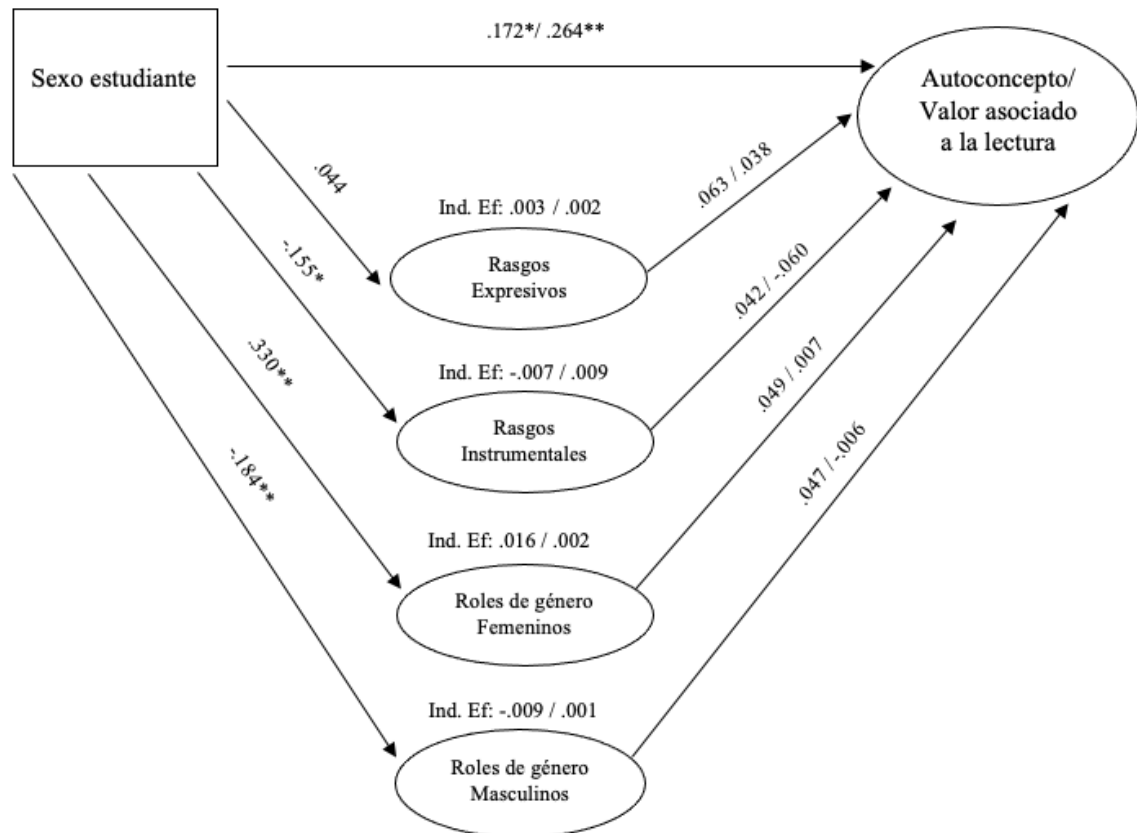 .172*/ .264**
Sexo estudiante
Autoconcepto/
Valor asociado
a la lectura
.044
.063 / .038
Ind. Ef: .003 / .002
Rasgos
Expresivos
-.155*
.042 / -.060
Ind. Ef: -.007 / .009
Rasgos
Instrumentales
.330**
.049 / .007
Ind. Ef: .016 / .002
Roles de género
Femeninos
-.184**
.047 / -.006
Ind. Ef: -.009 / .001
Roles de género
Masculinos